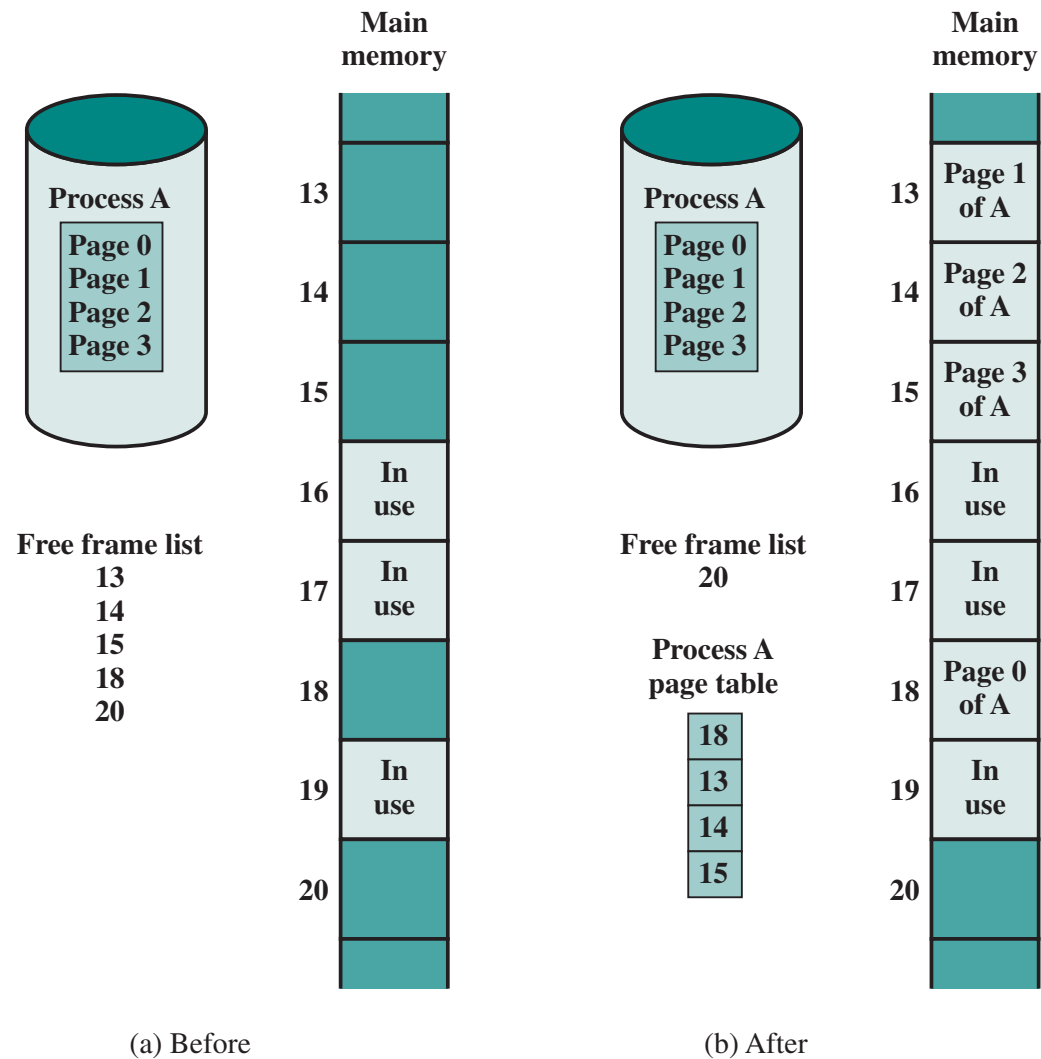 Main
memory
Process A
Page 0
Page 1
Page 2
Page 3
13
14
15
16
In
use
17
In
use
18
19
In
use
20
Free frame list
13
14
15
18
20
(a) Before
Main
memory
Process A
Page 0
Page 1
Page 2
Page 3
13
Page 1
of A
14
Page 2
of A
15
Page 3
of A
16
In
use
17
In
use
18
Page 0
of A
19
In
use
20
Free frame list
20
Process A
page table
18
13
14
15
(b) After